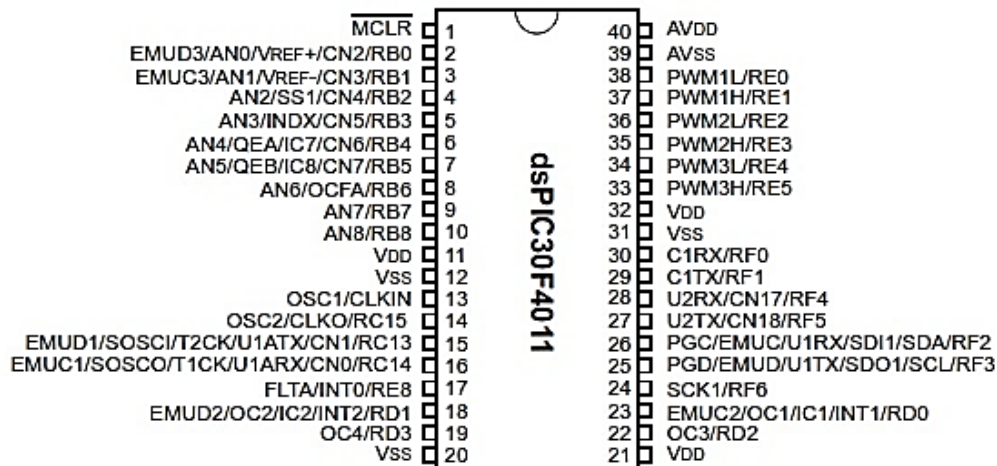 MCLR 1 40 AVDD
EMUD3/AN0/VREF+/CN2/RB0 2 39 AVSS
EMUC3/AN1/VREF-/CN3/RB1 3 38 PWM1L/RE0
AN2/SS1/CN4/RB2 4 37 PWM1H/RE1
AN3/INDX/CN5/RB3 5 36 PWM2L/RE2
AN4/QEA/IC7/CN6/RB4 6 35 PWM2H/RE3
AN5/QEB/IC8/CN7/RB5 7 34 PWM3L/RE4
AN6/OCFA/RB6 8 33 PWM3H/RE5
AN7/RB7 9 32 VDD
AN8/RB8 10 31 VSS
VDD 11 30 C1RX/RF0
VSS 12 29 C1TX/RF1
OSC1/CLKIN 13 28 U2RX/CN17/RF4
OSC2/CLKO/RC15 14 27 U2TX/CN18/RF5
EMUD1/SOSCI/T2CK/U1ATX/CN1/RC13 15 26 PGC/EMUC/U1RX/SDI1/SDA/RF2
EMUC1/SOSCO/T1CK/U1ARX/CN0/RC14 16 25 PGD/EMUD/U1TX/SDO1/SCL/RF3
FLTA/INT0/RE8 17 24 SCK1/RF6
EMUD2/OC2/IC2/INT2/RD1 18 23 EMUC2/OC1/IC1/INT1/RD0
OC4/RD3 19 22 OC3/RD2
VSS 20 21 VDD
dsPIC30F4011